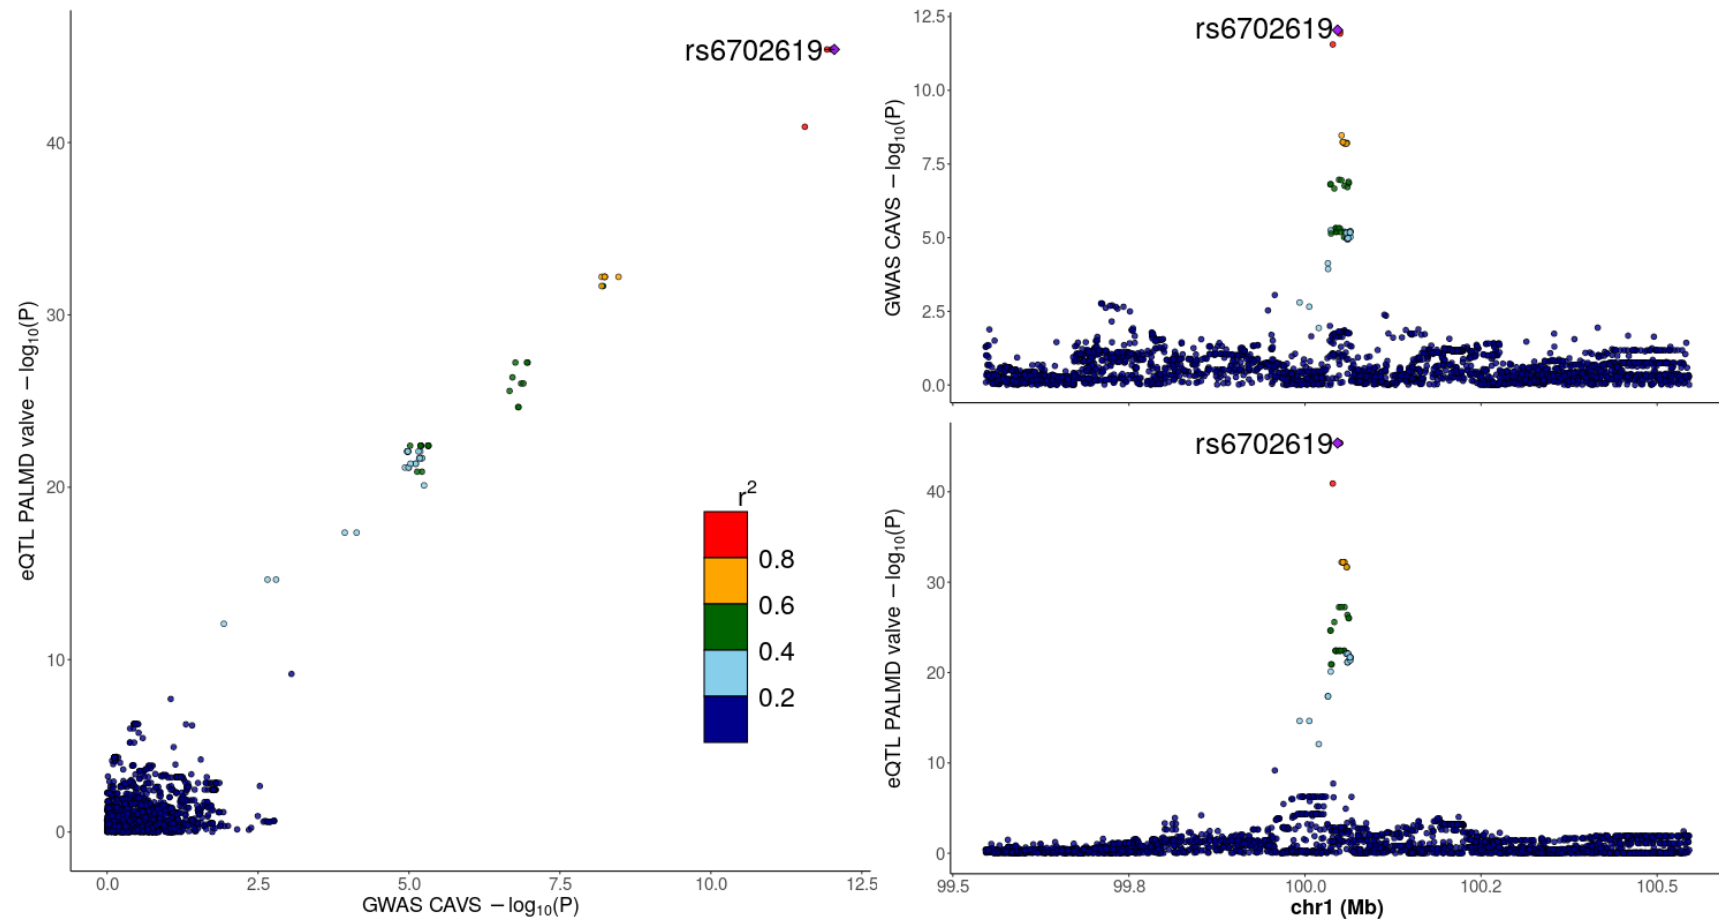 rs6702619
eQTL PALMD valve −log₁₀(P)
40
30
20
10
0
0.0 2.5 5.0 7.5 10.0 12.5
GWAS CAVS −log₁₀(P)
r²
0.8
0.6
0.4
0.2
rs6702619
GWAS CAVS −log₁₀(P)
12.5
10.0
7.5
5.0
2.5
0.0
rs6702619
eQTL PALMD valve −log₁₀(P)
40
30
20
10
0
99.5 99.8 100.0 100.2 100.5
chr1 (Mb)